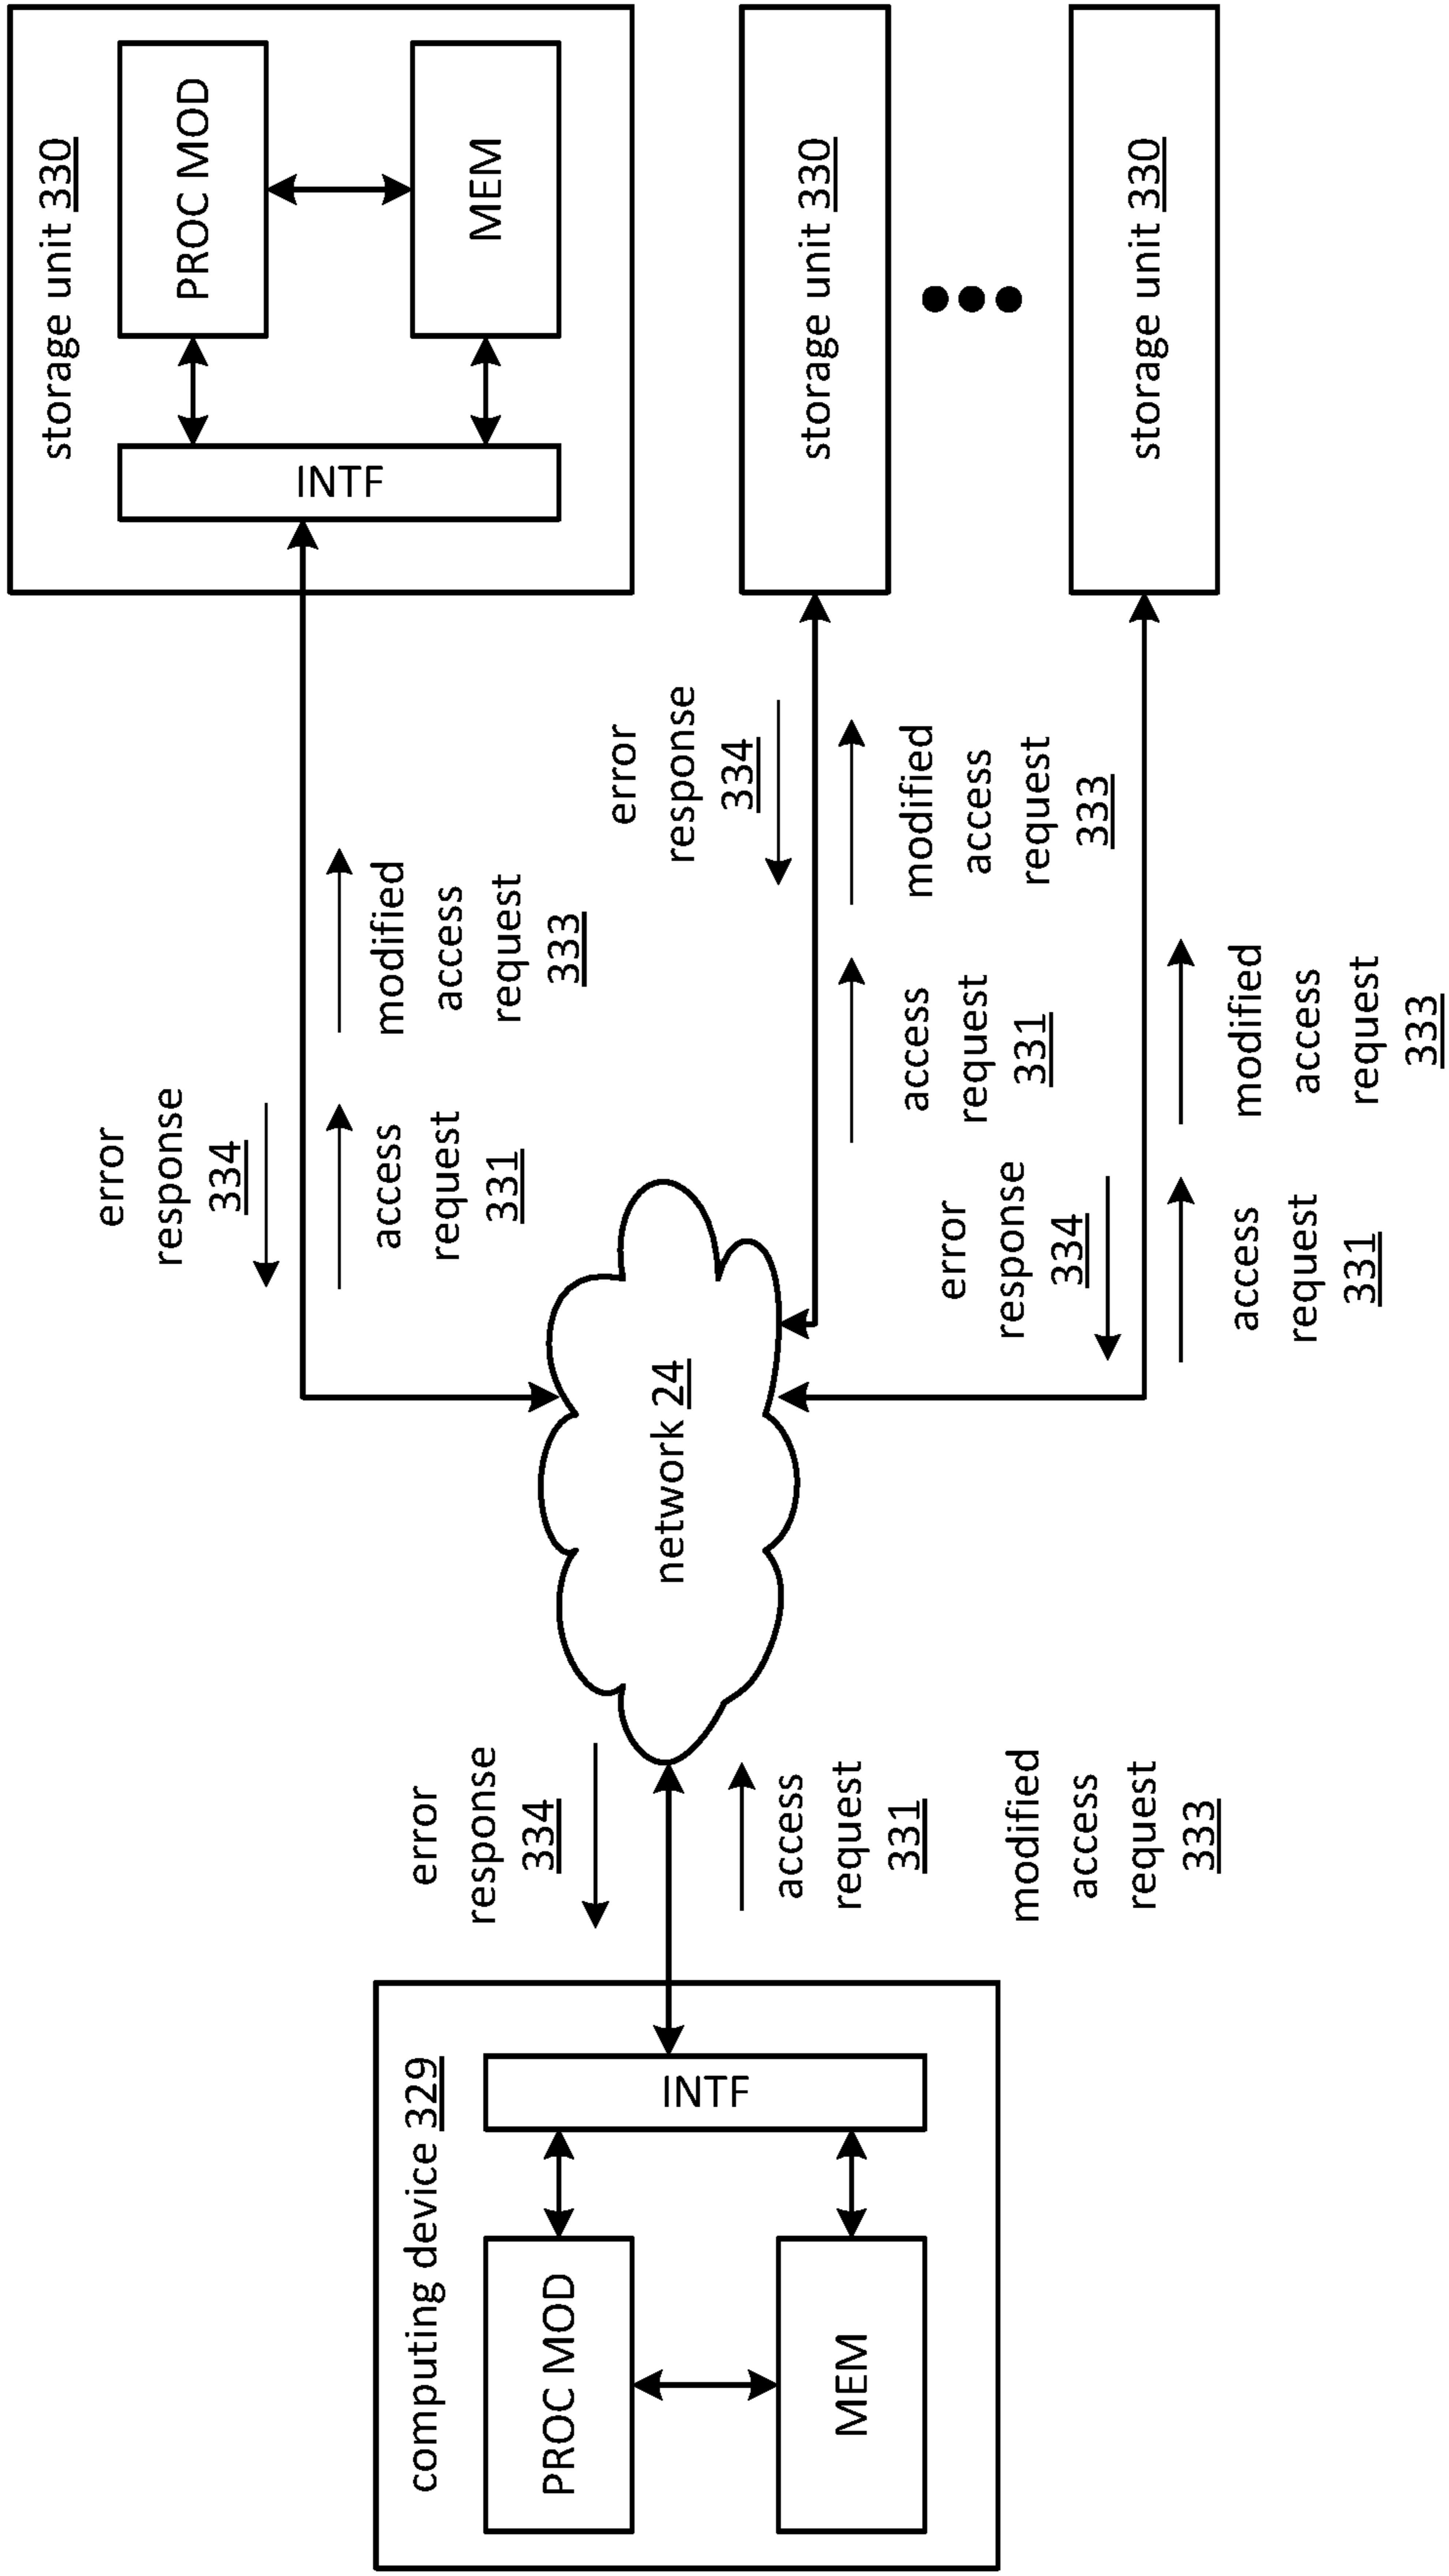 computing device 329
PROC MOD
MEM
INTF
error
response
334
access
request
331
modified
access
request
333
network 24
error
response
334
access
request
331
modified
access
request
333
storage unit 330
INTF
PROC MOD
MEM
error
response
334
access
request
331
modified
access
request
333
storage unit 330
error
response
334
access
request
331
modified
access
request
333
storage unit 330